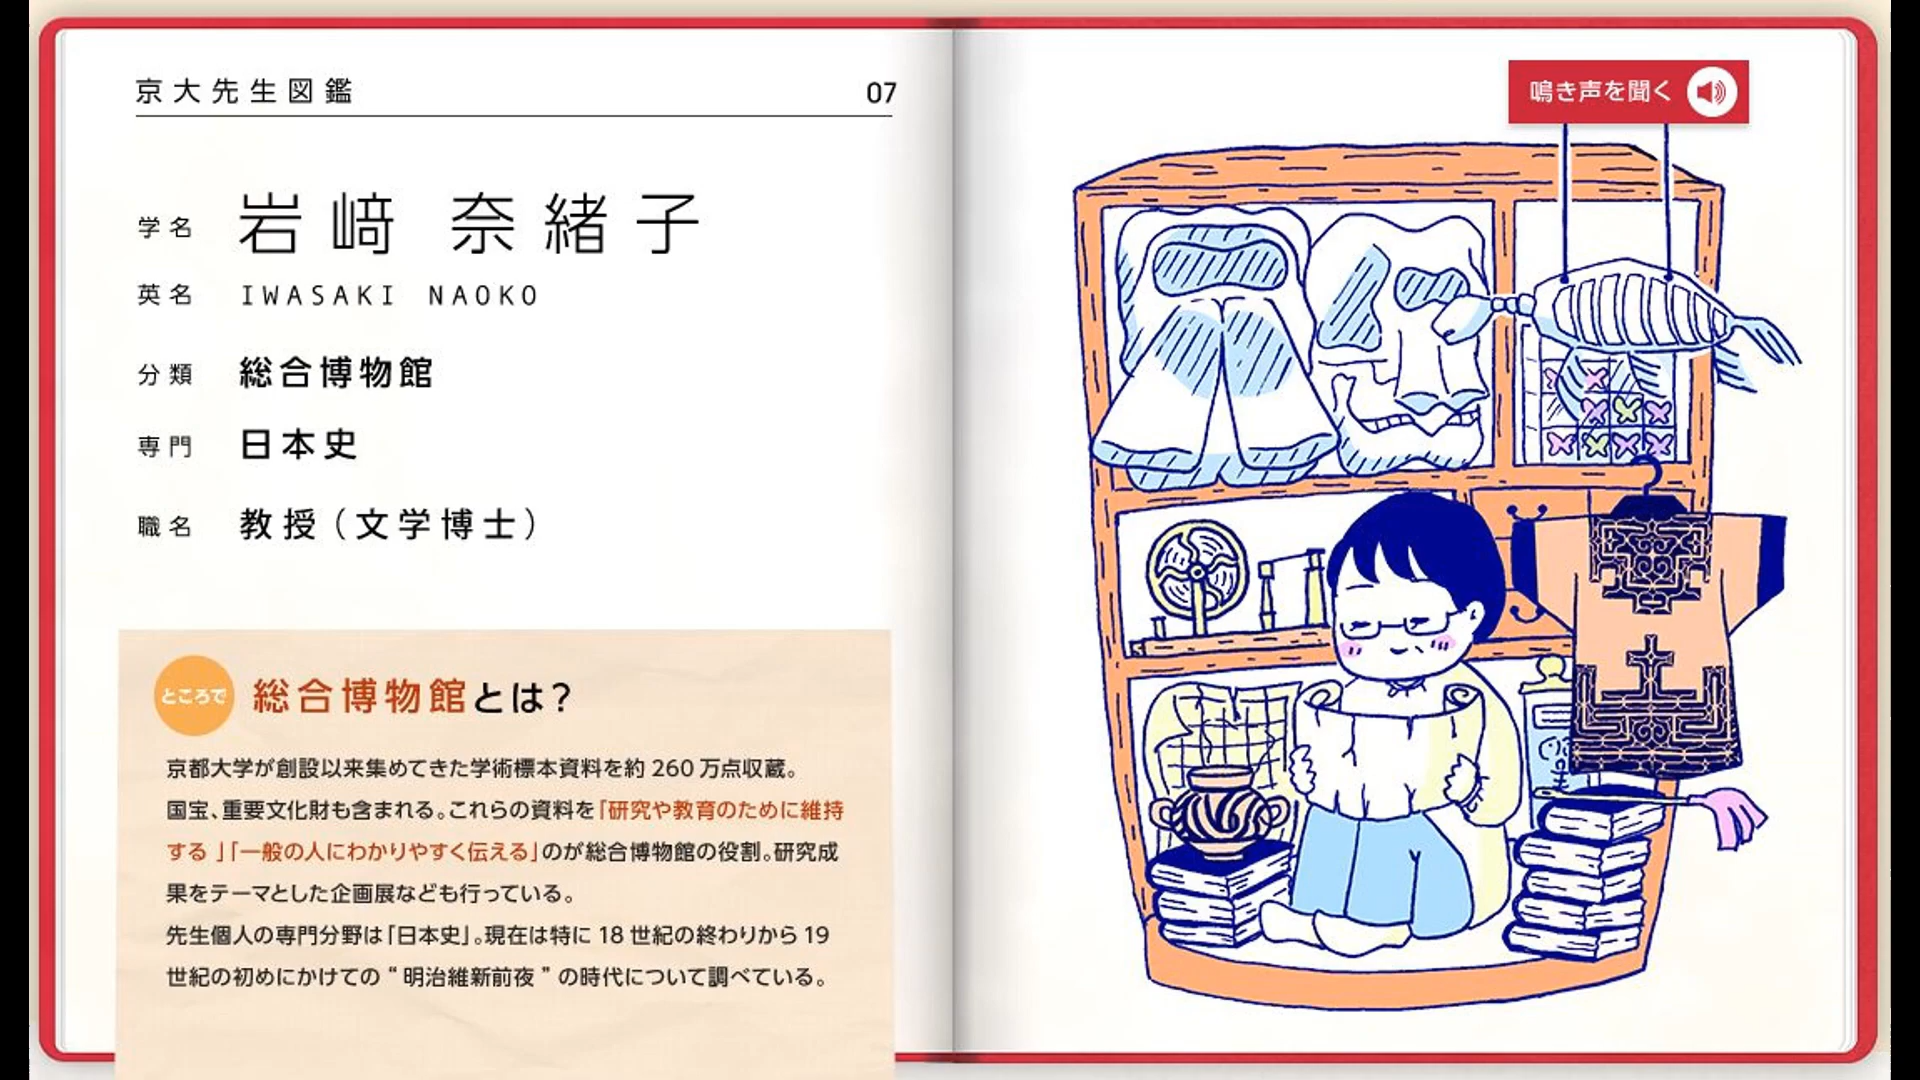 京大先生図鑑
07
学名 岩﨑 奈緒子
英名 IWASAKI NAOKO
分類 総合博物館
専門 日本史
職名 教授（文学博士）
ところで 総合博物館とは？
京都大学が創設以来集めてきた学術標本資料を約 260 万点収蔵。
国宝、重要文化財も含まれる。これらの資料を「研究や教育のために維持
する 」「一般の人にわかりやすく伝える」のが総合博物館の役割。研究成
果をテーマとした企画展なども行っている。
先生個人の専門分野は「日本史」。現在は特に 18 世紀の終わりから 19
世紀の初めにかけての “ 明治維新前夜 ” の時代について調べている。
鳴き声を聞く